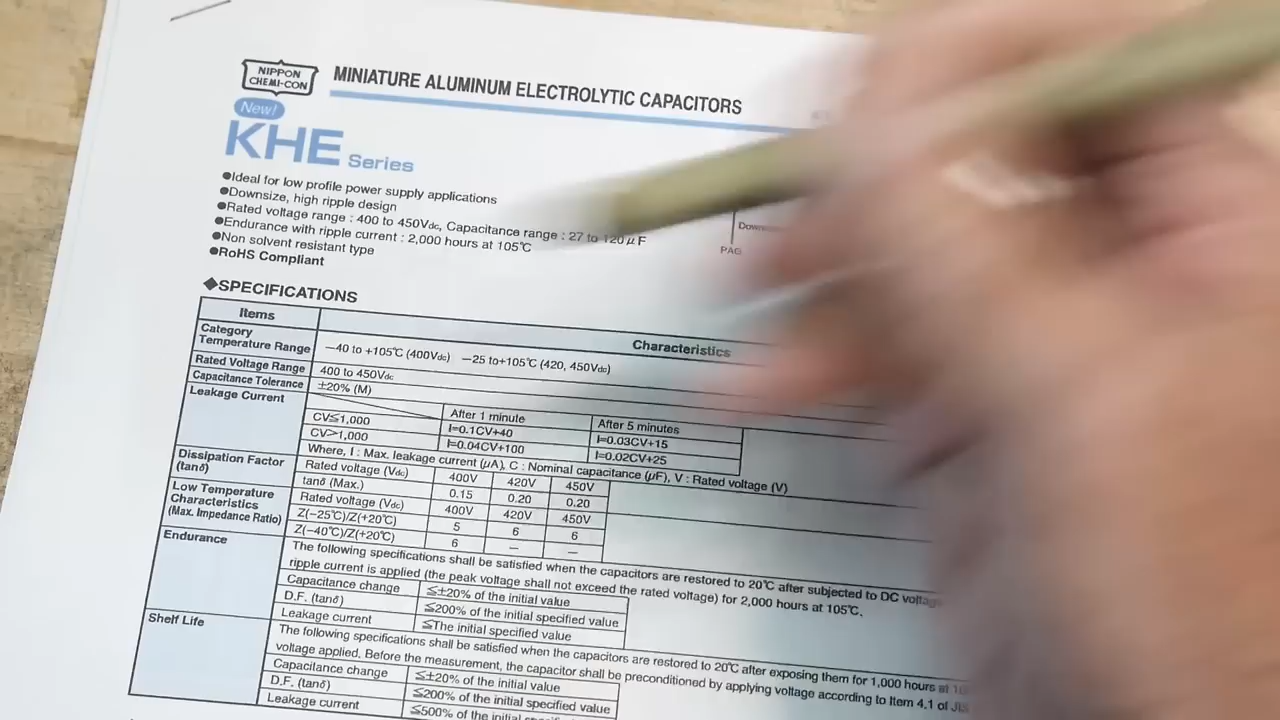 NIPPON
CHEMI-CON
MINIATURE ALUMINUM ELECTROLYTIC CAPACITORS
New!
KHE Series
●Ideal for low profile power supply applications
●Downsize, high ripple design
●Rated voltage range : 400 to 450Vdc, Capacitance range : 27 to 120μF
●Endurance with ripple current : 2,000 hours at 105℃
●Non solvent resistant type
●RoHS Compliant
PAG
◆SPECIFICATIONS
Items Characteristics
Category
Temperature Range −40 to +105℃ (400Vdc) −25 to+105℃ (420, 450Vdc)
Rated Voltage Range 400 to 450Vdc
Capacitance Tolerance ±20% (M)
Leakage Current
After 1 minute After 5 minutes
CV≦1,000 I=0.1CV+40 I=0.03CV+15
CV>1,000 I=0.04CV+100 I=0.02CV+25
Where, I : Max. leakage current (μA), C : Nominal capacitance (μF), V : Rated voltage (V)
Dissipation Factor
(tanδ)
Rated voltage (Vdc) 400V 420V 450V
tanδ (Max.) 0.15 0.20 0.20
Low Temperature
Characteristics
(Max. Impedance Ratio)
Rated voltage (Vdc) 400V 420V 450V
Z(−25℃)/Z(+20℃) 5 6 6
Z(−40℃)/Z(+20℃) 6 — —
Endurance
The following specifications shall be satisfied when the capacitors are restored to 20℃ after subjected to DC voltage
ripple current is applied (the peak voltage shall not exceed the rated voltage) for 2,000 hours at 105℃.
Capacitance change ≦±20% of the initial value
D.F. (tanδ) ≦200% of the initial specified value
Leakage current ≦The initial specified value
Shelf Life
The following specifications shall be satisfied when the capacitors are restored to 20℃ after exposing them for 1,000 hours at
voltage applied. Before the measurement, the capacitor shall be preconditioned by applying voltage according to Item 4.1 of
Capacitance change ≦±20% of the initial value
D.F. (tanδ) ≦200% of the initial specified value
Leakage current ≦500% of the initial